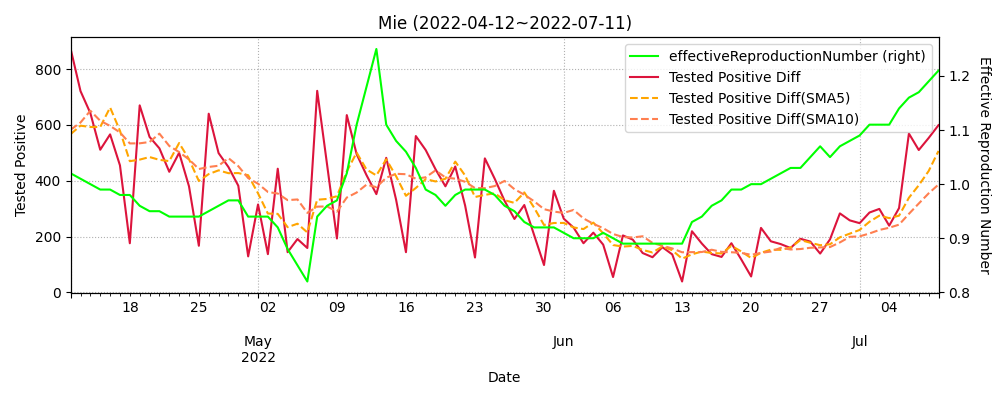 Mie (2022-04-12~2022-07-11)
effectiveReproductionNumber (right)
Tested Positive Diff
Tested Positive Diff(SMA5)
Tested Positive Diff(SMA10)
Tested Positive
800
600
400
200
0
Effective Reproduction Number
1.2
1.1
1.0
0.9
0.8
18 25 02 09 16 23 30 06 13 20 27 04
May Jun Jul
2022
Date